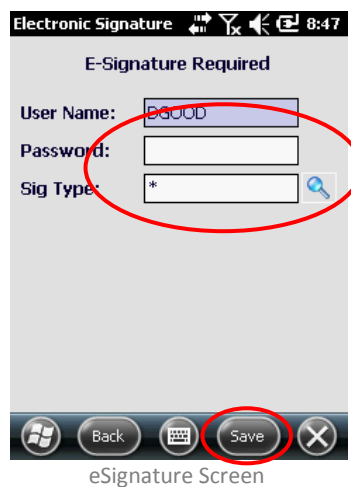 Electronic Signature 8:47
E-Signature Required
User Name: DGOOD
Password:
Sig Type: *
Back Save
eSignature Screen